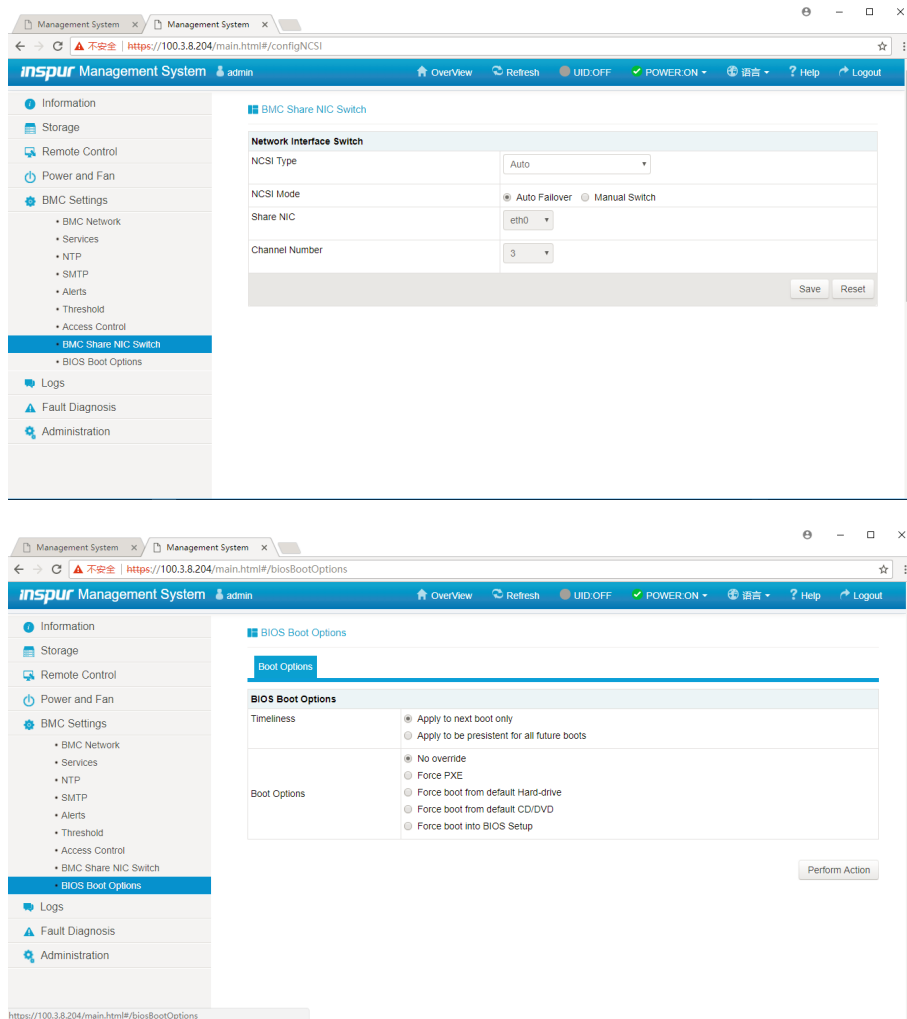 Management System × Management System ×
不安全 | https://100.3.8.204/main.html#/configNCSI
inspur Management System admin OverView Refresh UID:OFF POWER:ON 语言 ? Help Logout
Information
Storage
Remote Control
Power and Fan
BMC Settings
• BMC Network
• Services
• NTP
• SMTP
• Alerts
• Threshold
• Access Control
• BMC Share NIC Switch
• BIOS Boot Options
Logs
Fault Diagnosis
Administration
BMC Share NIC Switch
Network Interface Switch
NCSI Type Auto
NCSI Mode Auto Failover Manual Switch
Share NIC eth0
Channel Number 3
Save Reset
Management System × Management System ×
不安全 | https://100.3.8.204/main.html#/biosBootOptions
inspur Management System admin OverView Refresh UID:OFF POWER:ON 语言 ? Help Logout
Information
Storage
Remote Control
Power and Fan
BMC Settings
• BMC Network
• Services
• NTP
• SMTP
• Alerts
• Threshold
• Access Control
• BMC Share NIC Switch
• BIOS Boot Options
Logs
Fault Diagnosis
Administration
BIOS Boot Options
Boot Options
BIOS Boot Options
Timeliness
Apply to next boot only
Apply to be presistent for all future boots
Boot Options
No override
Force PXE
Force boot from default Hard-drive
Force boot from default CD/DVD
Force boot into BIOS Setup
Perform Action
https://100.3.8.204/main.html#/biosBootOptions